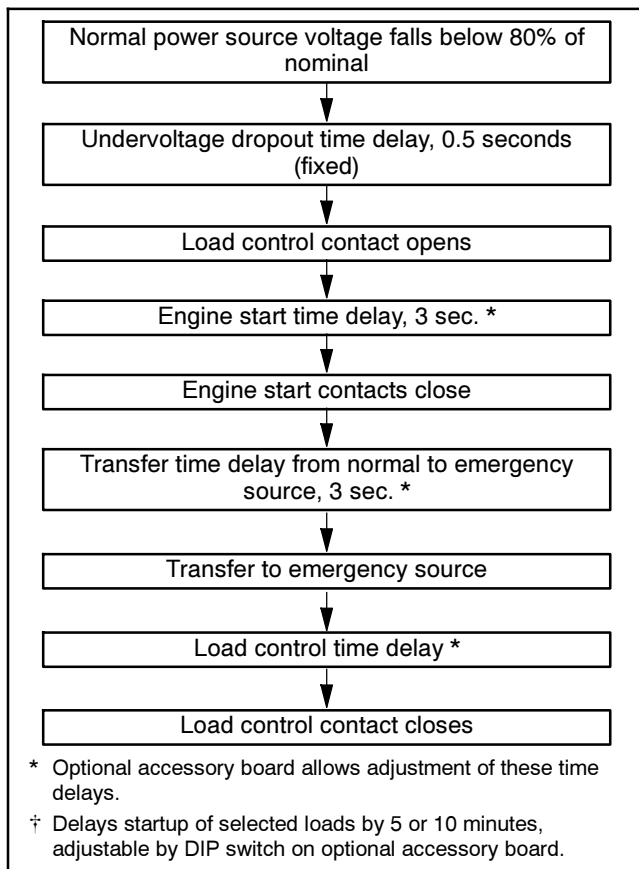 Normal power source voltage falls below 80% of
nominal
Undervoltage dropout time delay, 0.5 seconds
(fixed)
Load control contact opens
Engine start time delay, 3 sec. *
Engine start contacts close
Transfer time delay from normal to emergency
source, 3 sec. *
Transfer to emergency source
Load control time delay *
Load control contact closes
* Optional accessory board allows adjustment of these time
delays.
† Delays startup of selected loads by 5 or 10 minutes,
adjustable by DIP switch on optional accessory board.